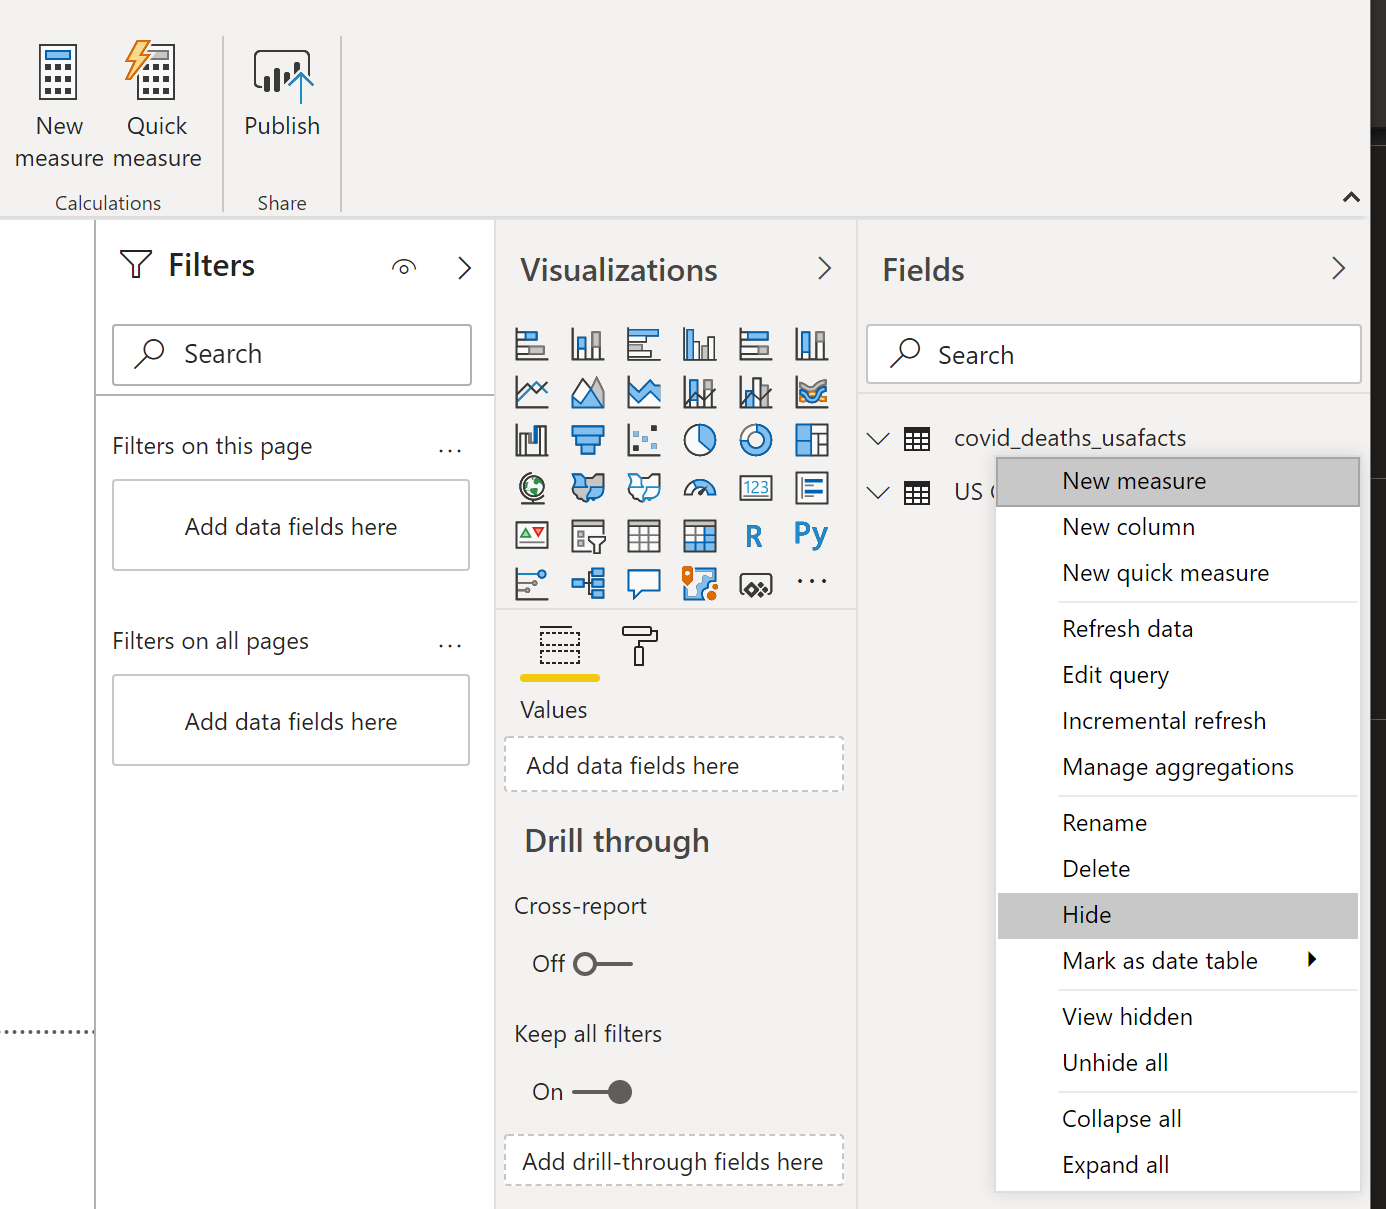 New
measure
Quick
measure
Publish
Calculations
Share
Filters
Search
Filters on this page
...
Add data fields here
Filters on all pages
...
Add data fields here
Visualizations
123
R
Py
...
Values
Add data fields here
Drill through
Cross-report
Off
Keep all filters
On
Add drill-through fields here
Fields
Search
covid_deaths_usafacts
US
New measure
New column
New quick measure
Refresh data
Edit query
Incremental refresh
Manage aggregations
Rename
Delete
Hide
Mark as date table
View hidden
Unhide all
Collapse all
Expand all